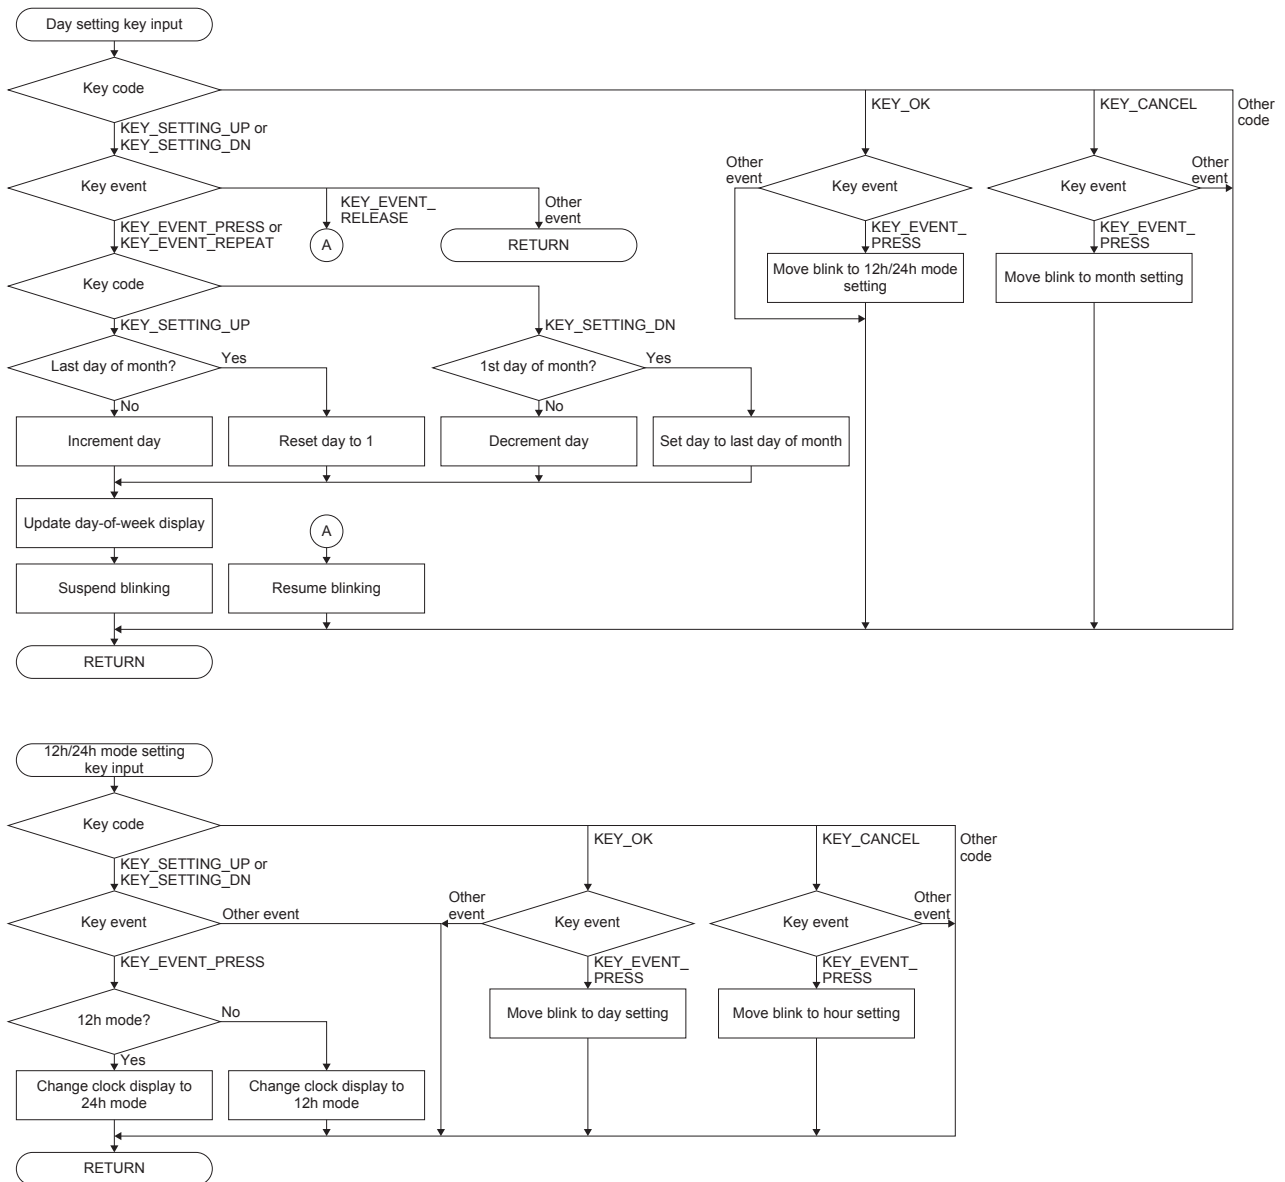 Day setting key input
Key code
KEY_OK
KEY_CANCEL
Other
code
KEY_SETTING_UP or
KEY_SETTING_DN
Key event
KEY_EVENT_
RELEASE
Other
event
Other
event
Key event
Key event
Other
event
KEY_EVENT_PRESS or
KEY_EVENT_REPEAT
A
RETURN
KEY_EVENT_
PRESS
KEY_EVENT_
PRESS
Key code
Move blink to 12h/24h mode
setting
Move blink to month setting
KEY_SETTING_UP
KEY_SETTING_DN
Last day of month?
Yes
1st day of month?
Yes
No
No
Increment day
Reset day to 1
Decrement day
Set day to last day of month
Update day-of-week display
A
Suspend blinking
Resume blinking
RETURN
12h/24h mode setting
key input
Key code
KEY_OK
KEY_CANCEL
Other
code
KEY_SETTING_UP or
KEY_SETTING_DN
Key event
Other event
Other
event
Key event
Key event
Other
event
KEY_EVENT_PRESS
KEY_EVENT_
PRESS
KEY_EVENT_
PRESS
12h mode?
No
Move blink to day setting
Move blink to hour setting
Yes
Change clock display to
24h mode
Change clock display to
12h mode
RETURN